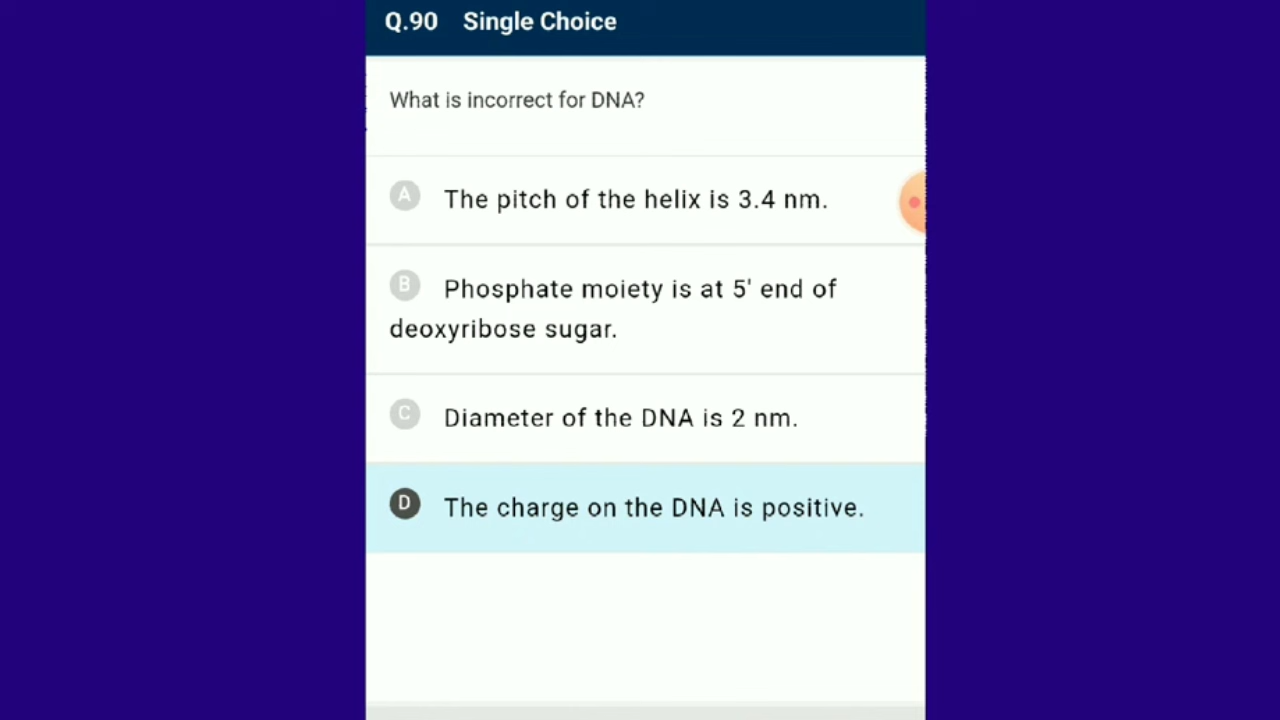 Q.90 Single Choice
What is incorrect for DNA?
A The pitch of the helix is 3.4 nm.
B Phosphate moiety is at 5' end of
deoxyribose sugar.
C Diameter of the DNA is 2 nm.
D The charge on the DNA is positive.